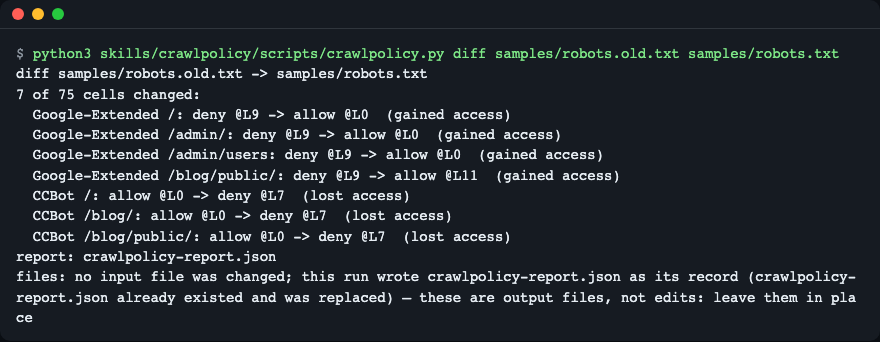 $ python3 skills/crawlpolicy/scripts/crawlpolicy.py diff samples/robots.old.txt samples/robots.txt
diff samples/robots.old.txt -> samples/robots.txt
7 of 75 cells changed:
  Google-Extended /: deny @L9 -> allow @L0  (gained access)
  Google-Extended /admin/: deny @L9 -> allow @L0  (gained access)
  Google-Extended /admin/users: deny @L9 -> allow @L0  (gained access)
  Google-Extended /blog/public/: deny @L9 -> allow @L11  (gained access)
  CCBot /: allow @L0 -> deny @L7  (lost access)
  CCBot /blog/: allow @L0 -> deny @L7  (lost access)
  CCBot /blog/public/: allow @L0 -> deny @L7  (lost access)
report: crawlpolicy-report.json
files: no input file was changed; this run wrote crawlpolicy-report.json as its record (crawlpolicy-
report.json already existed and was replaced) — these are output files, not edits: leave them in pla
ce